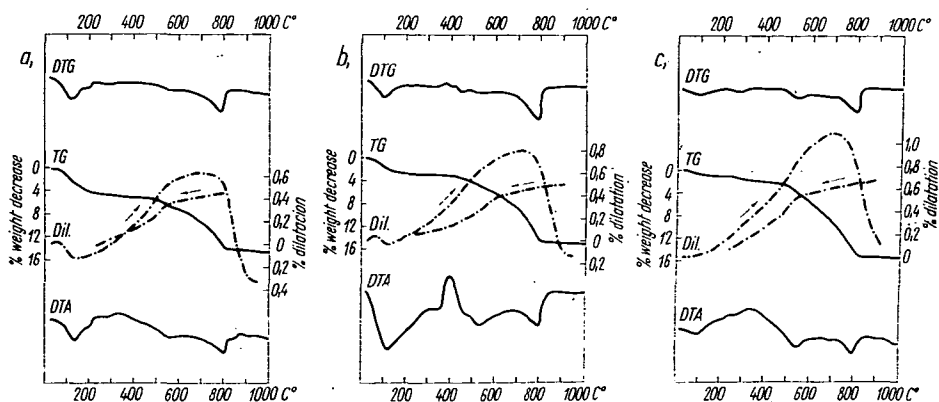 200 400 600 800 1000 C°
200 400 600 800 1000 C°
200 400 600 800 1000 C°
a,
DTG
TG
0
4
8
12
16
% weight decrease
Dil.
0,6
0,4
0,2
0
0,2
0,4
% dilatation
DTA
200 400 600 800 1000 C°
b,
DTG
TG
0
4
8
12
16
% weight decrease
Dil.
0,8
0,6
0,4
0,2
0
0,2
% dilatation
DTA
200 400 600 800 1000 C°
c,
DTG
TG
0
4
8
12
16
% weight decrease
Dil.
1,0
0,8
0,6
0,4
0,2
0
% dilatation
DTA
200 400 600 800 1000 C°